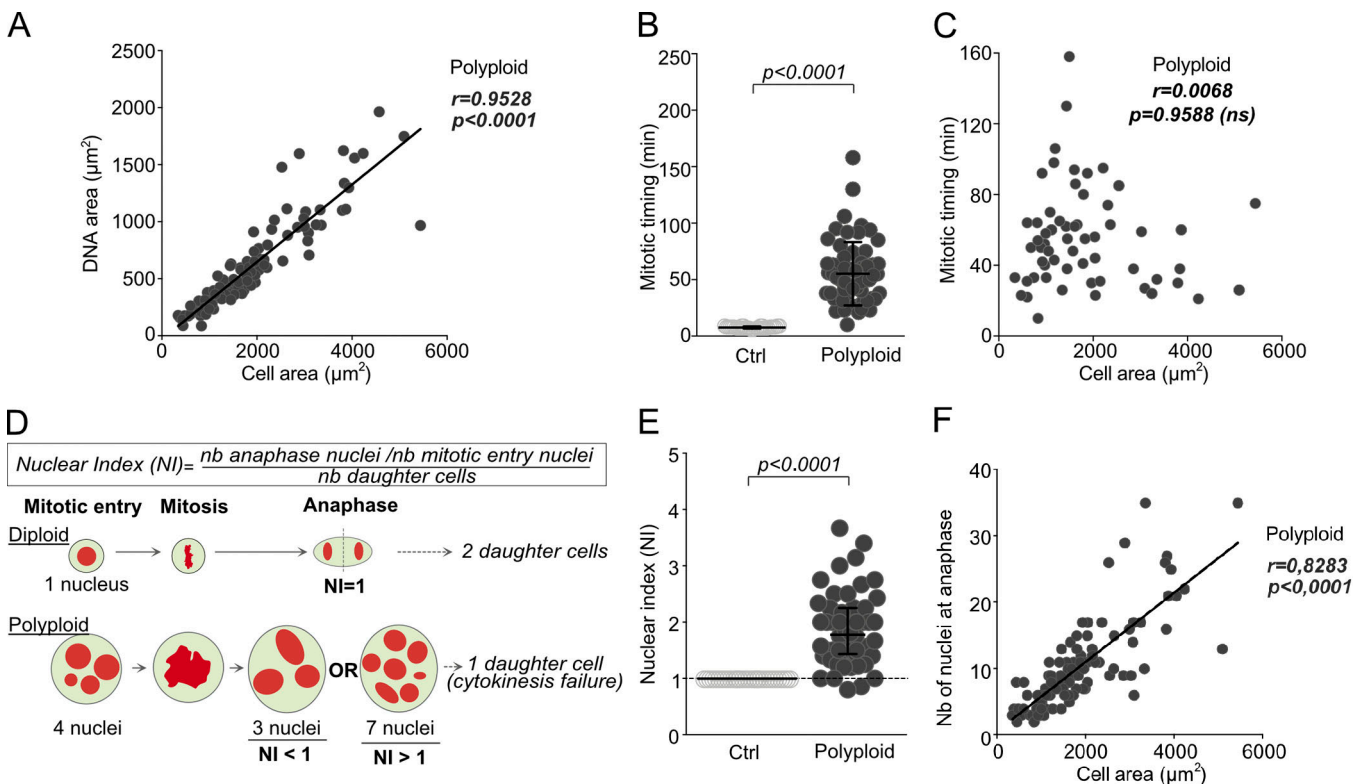 A
2500
2000
1500
1000
500
0
DNA area (µm²)
0
2000
4000
6000
Cell area (µm²)
Polyploid
r=0.9528
p<0.0001
B
250
200
150
100
50
0
Mitotic timing (min)
p<0.0001
Ctrl
Polyploid
C
160
120
80
40
0
Mitotic timing (min)
0
2000
4000
6000
Cell area (µm²)
Polyploid
r=0.0068
p=0.9588 (ns)
D
Nuclear Index (NI)= nb anaphase nuclei /nb mitotic entry nuclei
nb daughter cells
Mitotic entry Mitosis Anaphase
Diploid
2 daughter cells
1 nucleus
NI=1
Polyploid
OR
1 daughter cell
(cytokinesis failure)
4 nuclei
3 nuclei
NI < 1
7 nuclei
NI > 1
E
5
4
3
2
1
0
Nuclear index (NI)
p<0.0001
Ctrl
Polyploid
F
40
30
20
10
0
Nb of nuclei at anaphase
0
2000
4000
6000
Cell area (µm²)
Polyploid
r=0,8283
p<0,0001